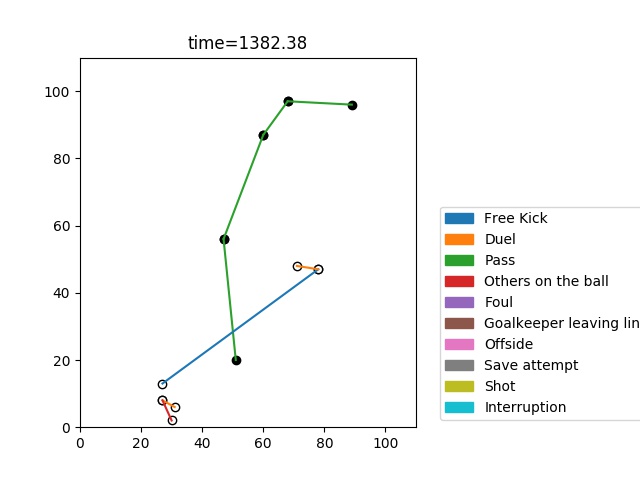 time=1382.38
100
80
60
40
20
0
0 20 40 60 80 100
Free Kick
Duel
Pass
Others on the ball
Foul
Goalkeeper leaving lin
Offside
Save attempt
Shot
Interruption